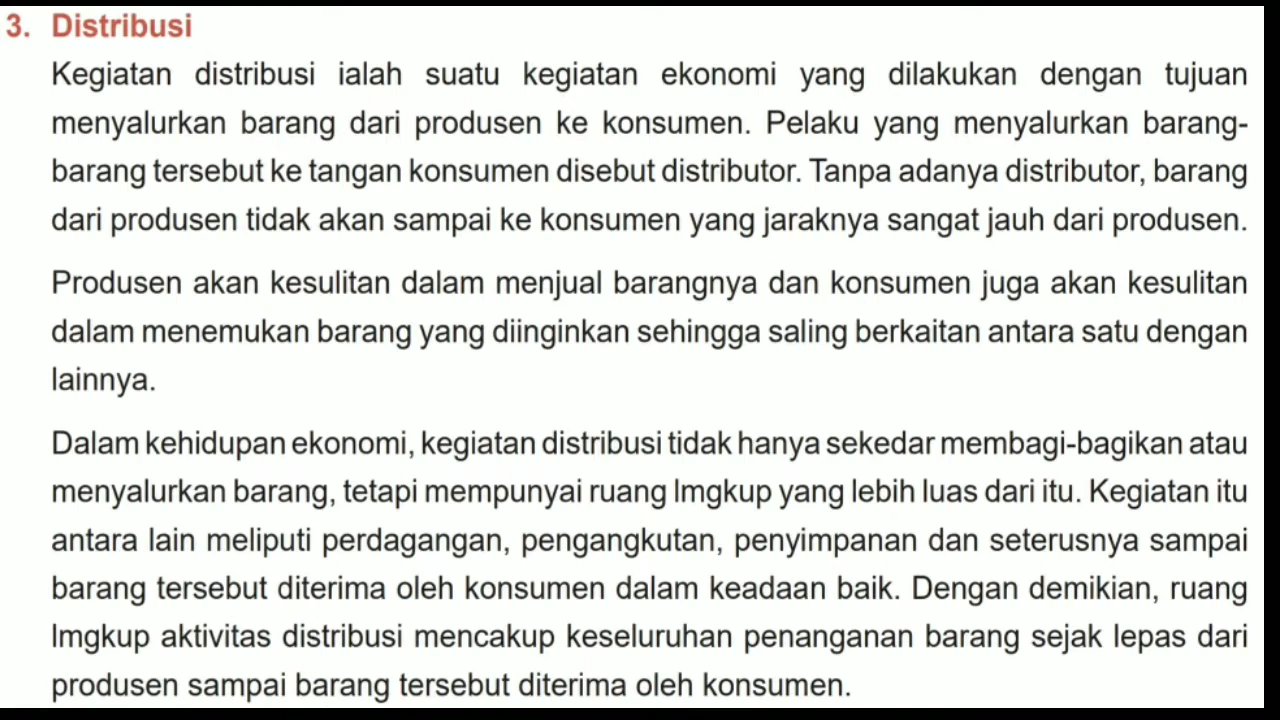 3. Distribusi
Kegiatan distribusi ialah suatu kegiatan ekonomi yang dilakukan dengan tujuan
menyalurkan barang dari produsen ke konsumen. Pelaku yang menyalurkan barang-
barang tersebut ke tangan konsumen disebut distributor. Tanpa adanya distributor, barang
dari produsen tidak akan sampai ke konsumen yang jaraknya sangat jauh dari produsen.
Produsen akan kesulitan dalam menjual barangnya dan konsumen juga akan kesulitan
dalam menemukan barang yang diinginkan sehingga saling berkaitan antara satu dengan
lainnya.
Dalam kehidupan ekonomi, kegiatan distribusi tidak hanya sekedar membagi-bagikan atau
menyalurkan barang, tetapi mempunyai ruang lmgkup yang lebih luas dari itu. Kegiatan itu
antara lain meliputi perdagangan, pengangkutan, penyimpanan dan seterusnya sampai
barang tersebut diterima oleh konsumen dalam keadaan baik. Dengan demikian, ruang
lmgkup aktivitas distribusi mencakup keseluruhan penanganan barang sejak lepas dari
produsen sampai barang tersebut diterima oleh konsumen.